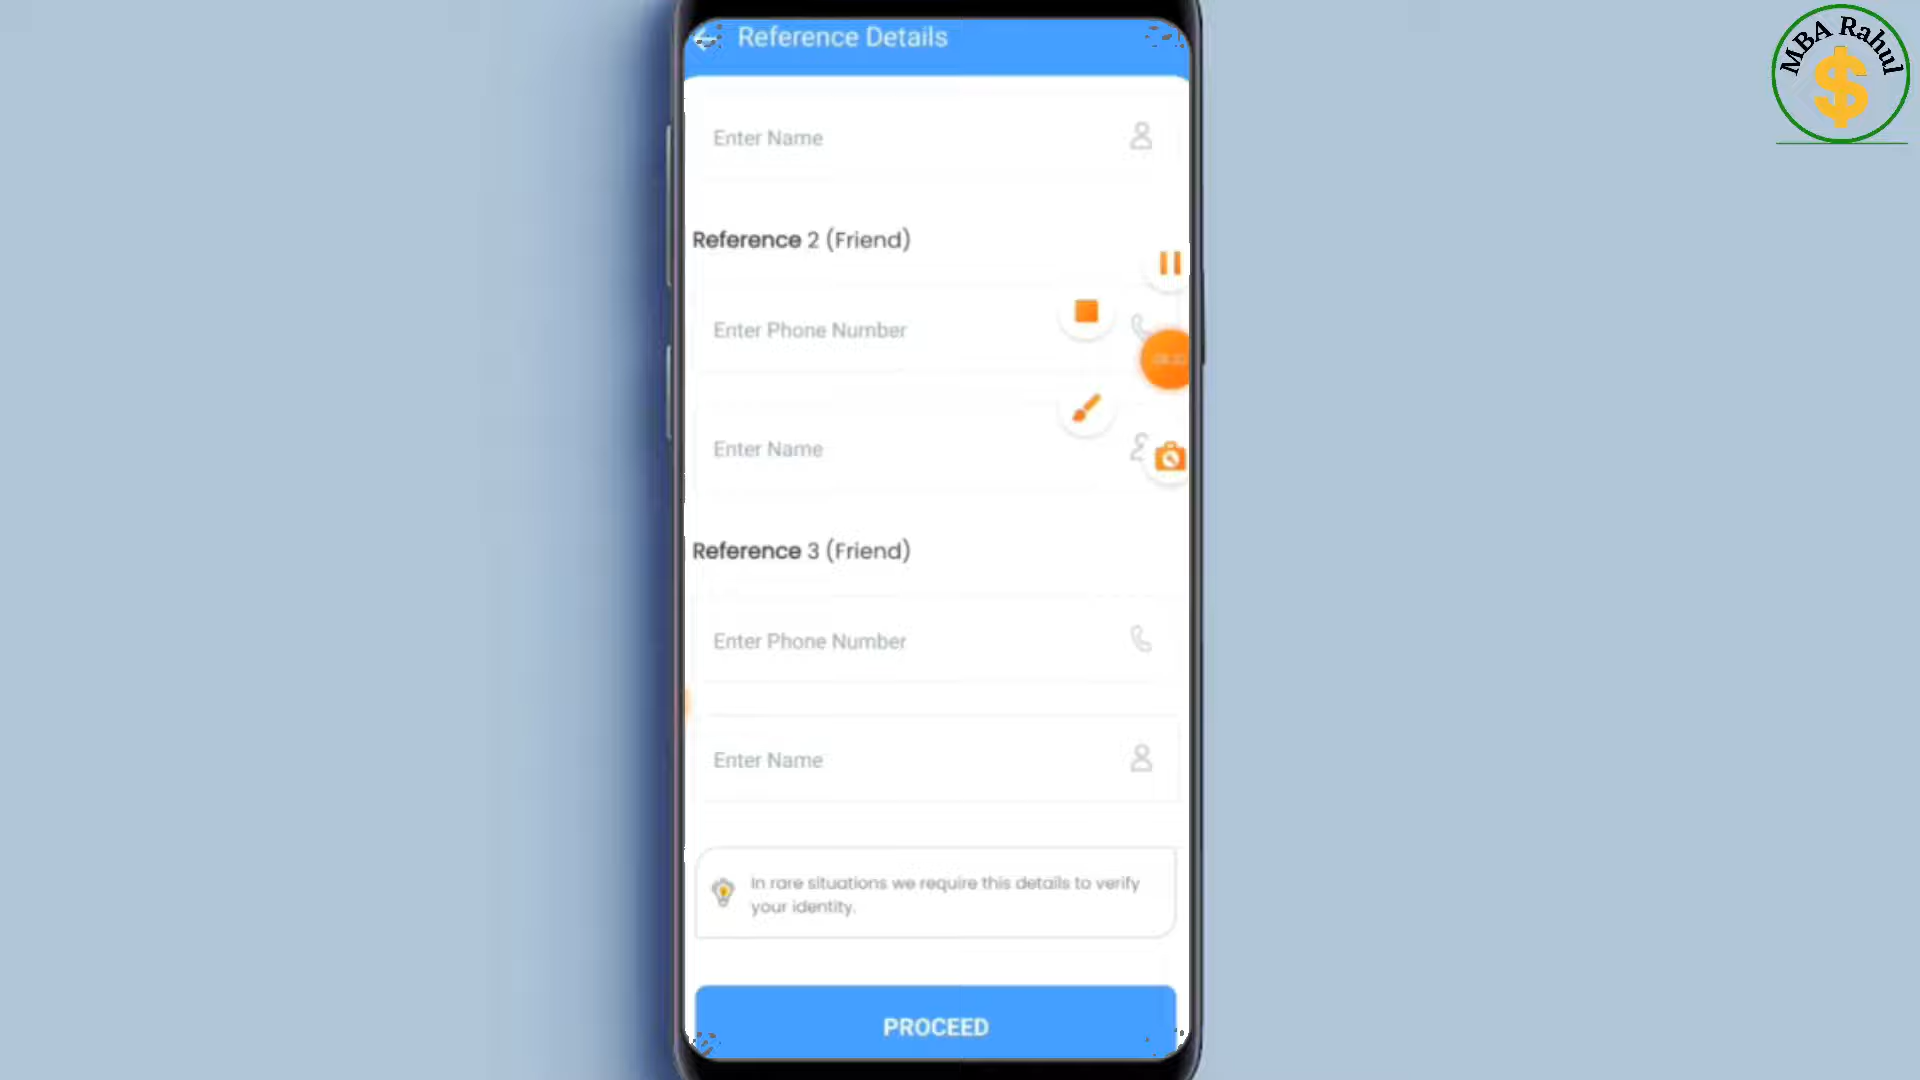 Reference Details
MBA Rahul
$
Enter Name
Reference 2 (Friend)
Enter Phone Number
Enter Name
Reference 3 (Friend)
Enter Phone Number
Enter Name
In rare situations we require this details to verify
your identity.
PROCEED